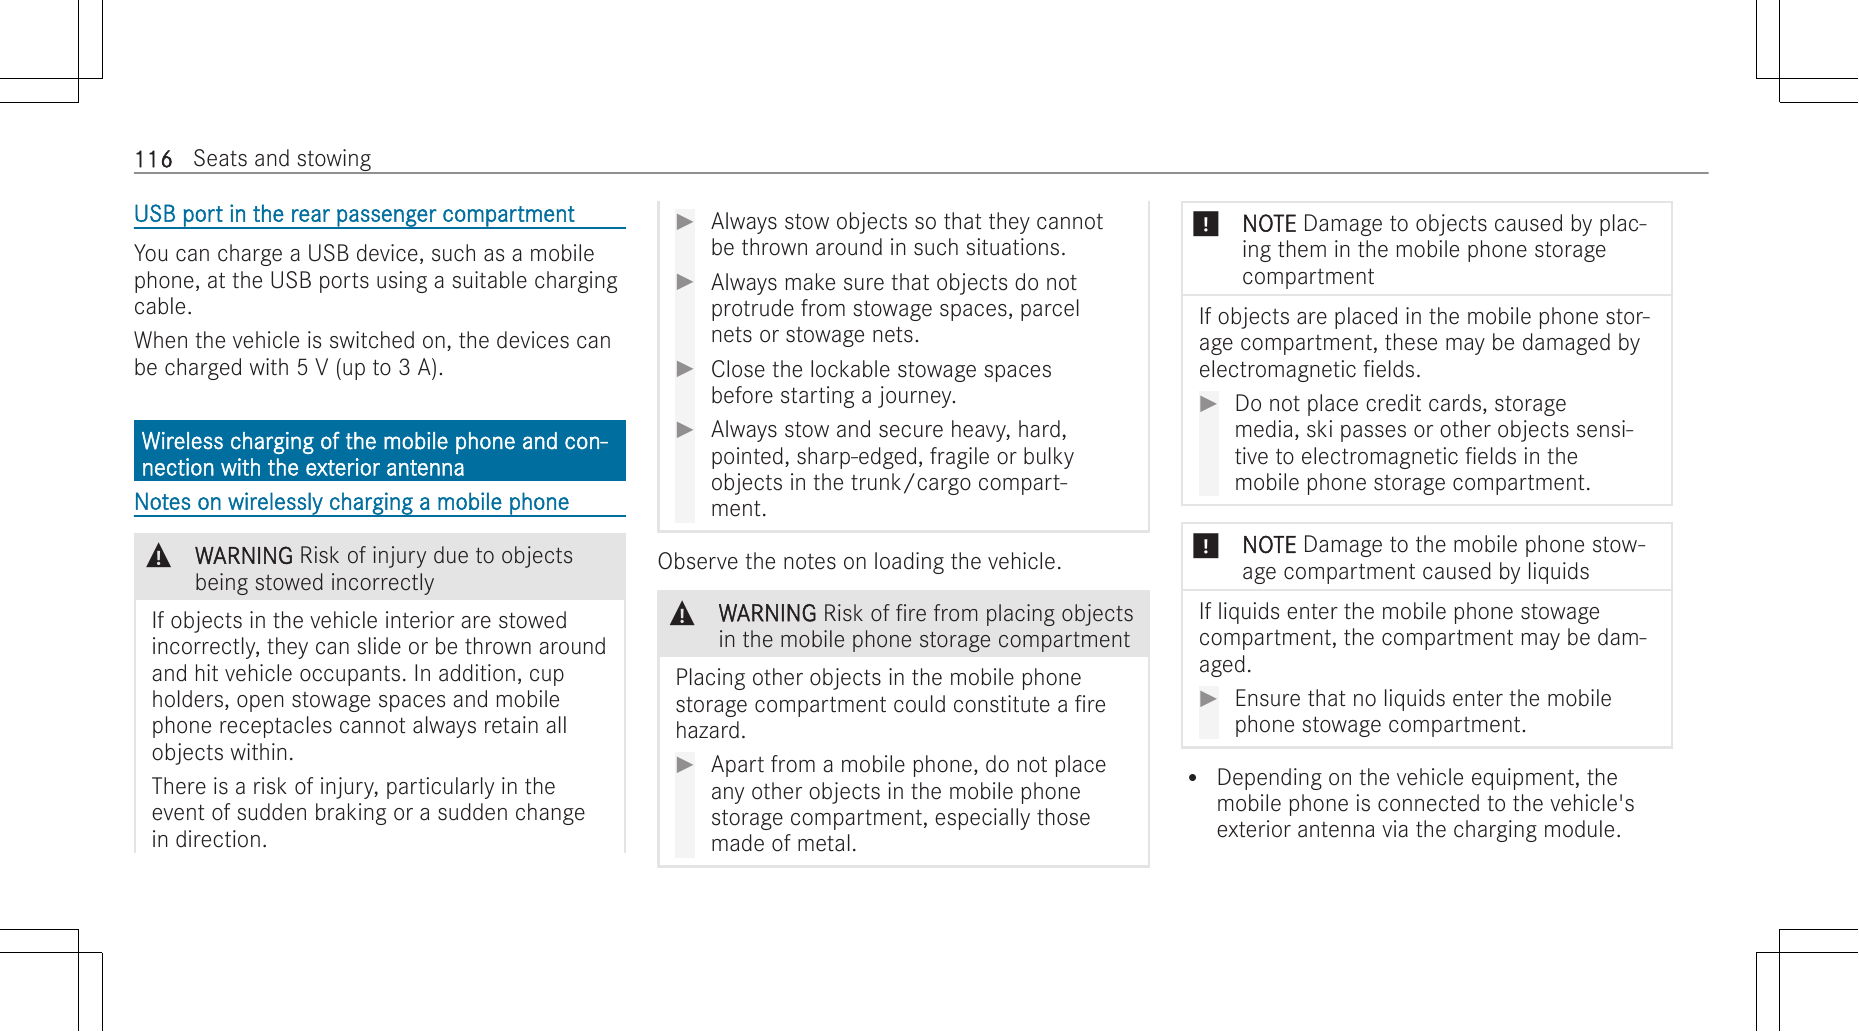 116 Seats and stowing
USB port in the rear passenger compartment
You can charge a USB device, such as a mobile
phone, at the USB ports using a suitable charging
cable.
When the vehicle is switched on, the devices can
be charged with 5 V (up to 3 A).
Wireless charging of the mobile phone and con-
nection with the exterior antenna
Notes on wirelessly charging a mobile phone
WARNING Risk of injury due to objects
being stowed incorrectly
If objects in the vehicle interior are stowed
incorrectly, they can slide or be thrown around
and hit vehicle occupants. In addition, cup
holders, open stowage spaces and mobile
phone receptacles cannot always retain all
objects within.
There is a risk of injury, particularly in the
event of sudden braking or a sudden change
in direction.
▶ Always stow objects so that they cannot
be thrown around in such situations.
▶ Always make sure that objects do not
protrude from stowage spaces, parcel
nets or stowage nets.
▶ Close the lockable stowage spaces
before starting a journey.
▶ Always stow and secure heavy, hard,
pointed, sharp-edged, fragile or bulky
objects in the trunk/cargo compart-
ment.
Observe the notes on loading the vehicle.
WARNING Risk of fire from placing objects
in the mobile phone storage compartment
Placing other objects in the mobile phone
storage compartment could constitute a fire
hazard.
▶ Apart from a mobile phone, do not place
any other objects in the mobile phone
storage compartment, especially those
made of metal.
! NOTE Damage to objects caused by plac-
ing them in the mobile phone storage
compartment
If objects are placed in the mobile phone stor-
age compartment, these may be damaged by
electromagnetic fields.
▶ Do not place credit cards, storage
media, ski passes or other objects sensi-
tive to electromagnetic fields in the
mobile phone storage compartment.
! NOTE Damage to the mobile phone stow-
age compartment caused by liquids
If liquids enter the mobile phone stowage
compartment, the compartment may be dam-
aged.
▶ Ensure that no liquids enter the mobile
phone stowage compartment.
• Depending on the vehicle equipment, the
mobile phone is connected to the vehicle's
exterior antenna via the charging module.